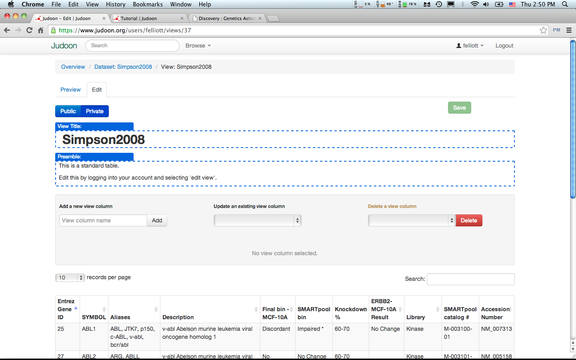 Chrome File Edit View History Bookmarks Window Help Thu 2:50 PM
Judoon – Edit | Judoon Tutorial | Judoon Discovery : Genetics Activ
https://www.judoon.org/users/felliott/views/37
Judoon Search Browse felliott Logout
Overview / Dataset: Simpson2008 / View: Simpson2008
Preview Edit
Public Private Save
View Title:
Simpson2008
Preamble:
This is a standard table.
Edit this by logging into your account and selecting 'edit view'.
Add a new view column Update an existing view column Delete a view column
View column name Add Delete
No view column selected.
10 records per page Search:
Entrez Gene ID SYMBOL Aliases Description Final bin - MCF-10A SMARTpool bin Knockdown % ERBB2- MCF-10A Result Library SMARTpool catalog # Accession Number
25 ABL1 ABL, JTK7, p150, c-ABL, v-abl, bcr/abl v-abl Abelson murine leukemia viral oncogene homolog 1 Discordant Impaired * 60-70 No Change Kinase M-003100-01 NM_007313
27 ABL2 ARG, ABLL v-abl Abelson murine leukemia viral No No Change 60-70 No Change Kinase M-003101- NM_005158